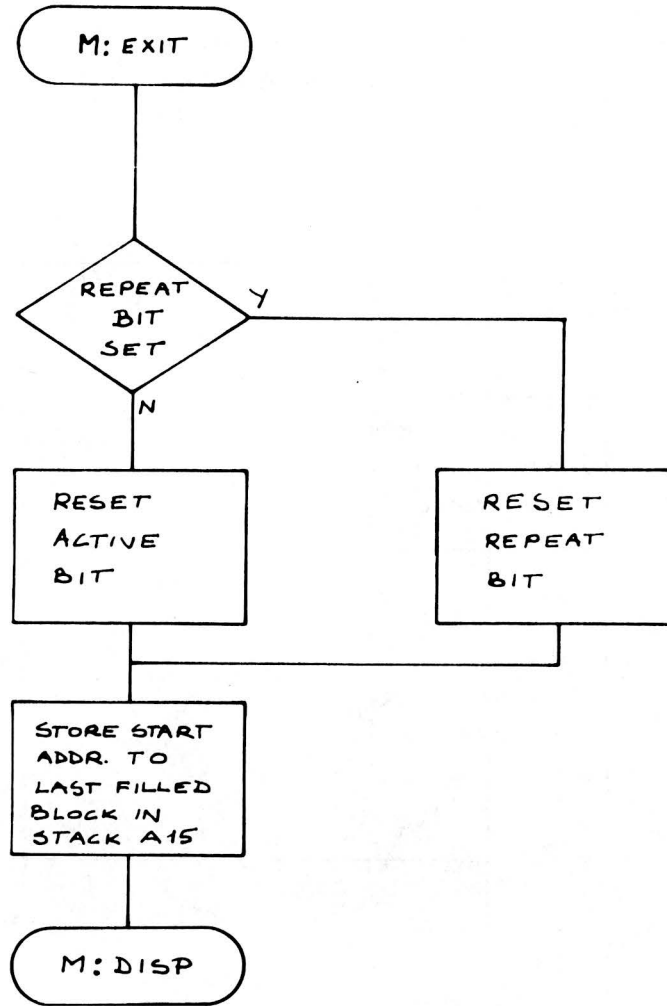 M: EXIT
REPEAT
BIT
SET
Y
N
RESET
ACTIVE
BIT
RESET
REPEAT
BIT
STORE START
ADDR. TO
LAST FILLED
BLOCK IN
STACK A15
M: DISP